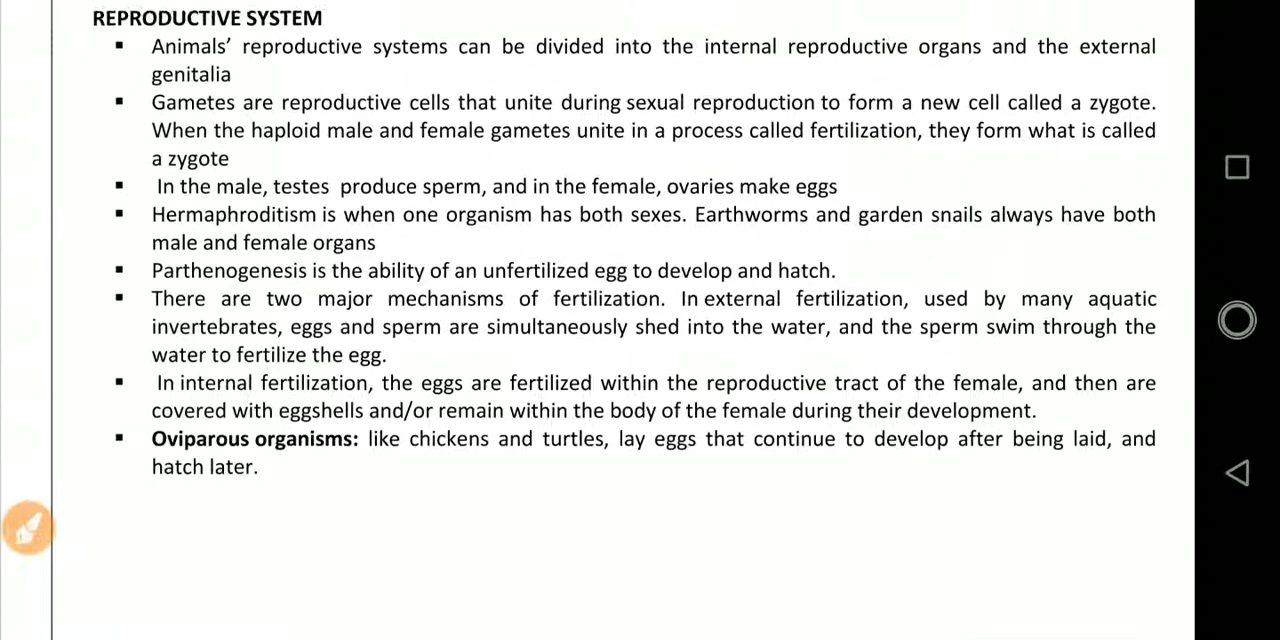 REPRODUCTIVE SYSTEM
▪ Animals’ reproductive systems can be divided into the internal reproductive organs and the external
genitalia
▪ Gametes are reproductive cells that unite during sexual reproduction to form a new cell called a zygote.
When the haploid male and female gametes unite in a process called fertilization, they form what is called
a zygote
▪ In the male, testes produce sperm, and in the female, ovaries make eggs
▪ Hermaphroditism is when one organism has both sexes. Earthworms and garden snails always have both
male and female organs
▪ Parthenogenesis is the ability of an unfertilized egg to develop and hatch.
▪ There are two major mechanisms of fertilization. In external fertilization, used by many aquatic
invertebrates, eggs and sperm are simultaneously shed into the water, and the sperm swim through the
water to fertilize the egg.
▪ In internal fertilization, the eggs are fertilized within the reproductive tract of the female, and then are
covered with eggshells and/or remain within the body of the female during their development.
▪ Oviparous organisms: like chickens and turtles, lay eggs that continue to develop after being laid, and
hatch later.